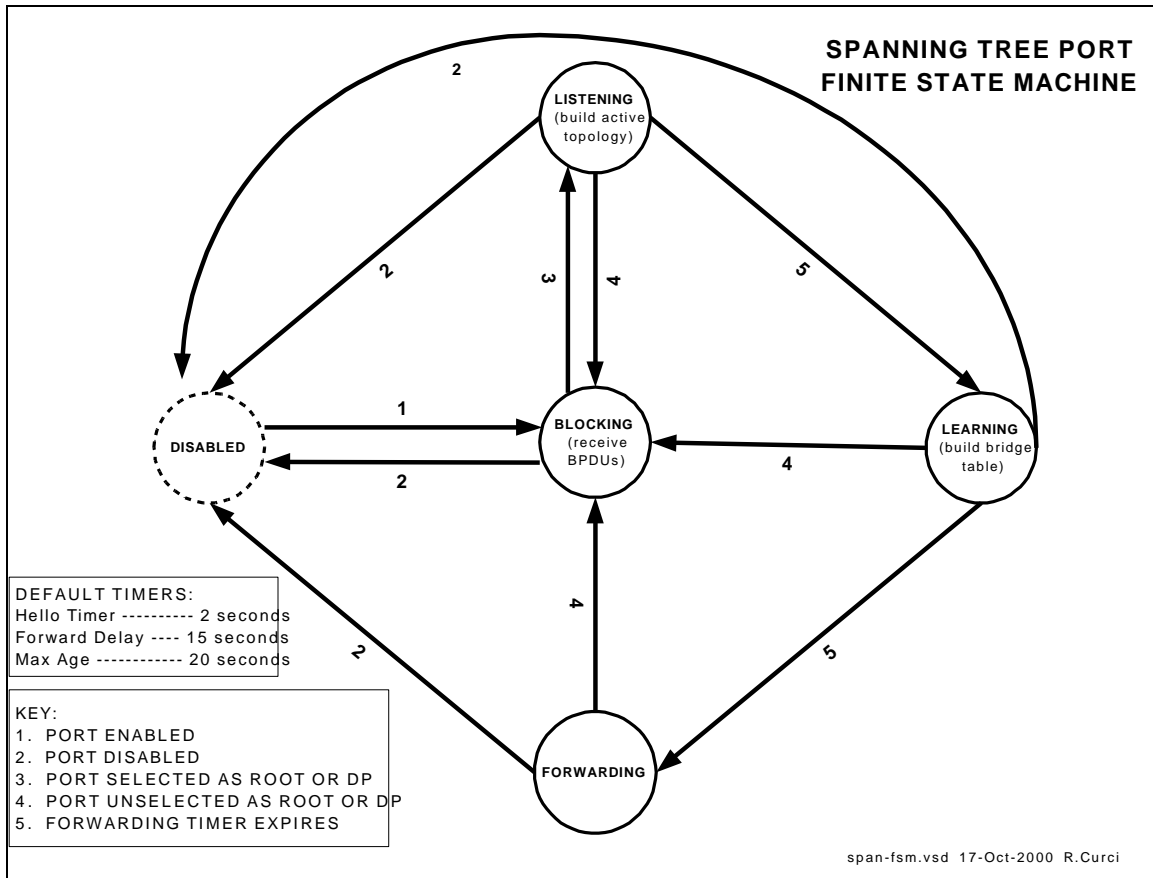 SPANNING TREE PORT
FINITE STATE MACHINE
2
LISTENING
(build active
topology)
2
3
4
5
DISABLED
1
2
BLOCKING
(receive
BPDUs)
4
LEARNING
(build bridge
table)
DEFAULT TIMERS:
Hello Timer ---------- 2 seconds
Forward Delay ---- 15 seconds
Max Age ------------ 20 seconds
2
4
5
KEY:
1. PORT ENABLED
2. PORT DISABLED
3. PORT SELECTED AS ROOT OR DP
4. PORT UNSELECTED AS ROOT OR DP
5. FORWARDING TIMER EXPIRES
FORWARDING
span-fsm.vsd 17-Oct-2000 R.Curci